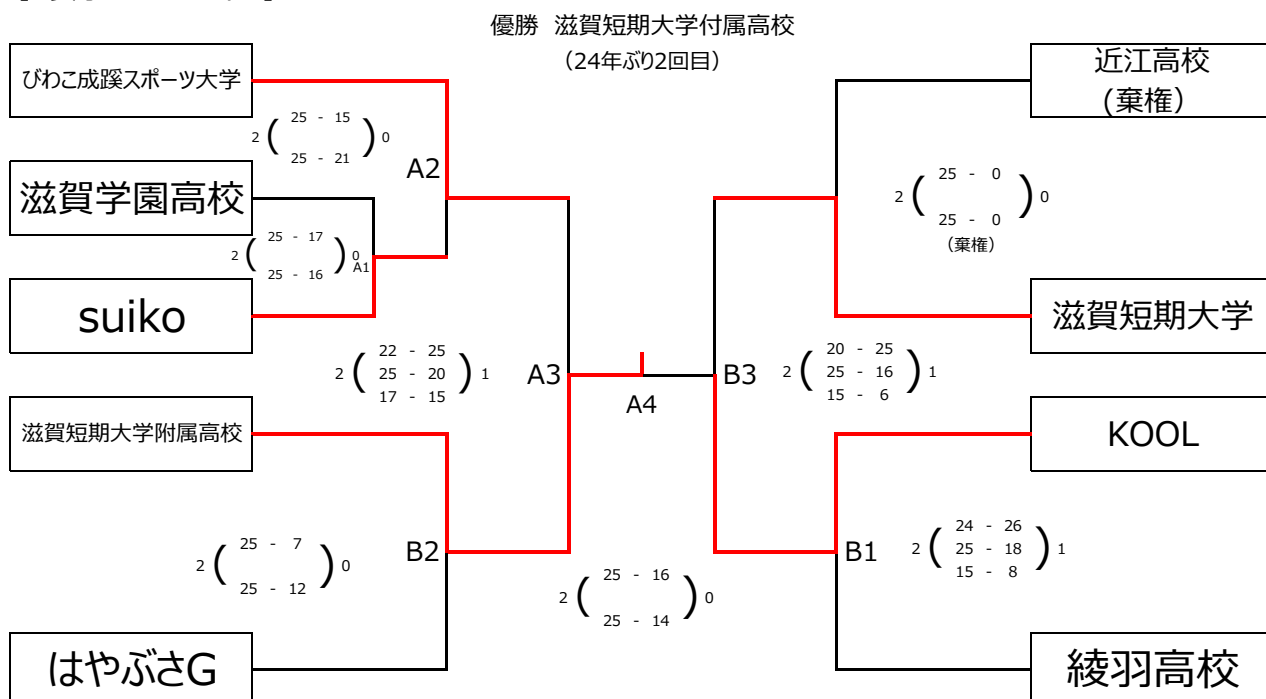 優勝 滋賀短期大学付属高校
（24年ぶり2回目）
びわこ成蹊スポーツ大学
2 ( 25 - 15 ) 0
25 - 21
A2
滋賀学園高校
2 ( 25 - 17 ) 0
25 - 16
A1
suiko
2 ( 22 - 25
25 - 20 ) 1
17 - 15
A3
滋賀短期大学附属高校
2 ( 25 - 7 ) 0
25 - 12
B2
はやぶさG
A4
2 ( 25 - 16 ) 0
25 - 14
近江高校
(棄権）
2 ( 25 - 0 ) 0
25 - 0
（棄権）
滋賀短期大学
B3
2 ( 20 - 25
25 - 16 ) 1
15 - 6
KOOL
B1
2 ( 24 - 26
25 - 18 ) 1
15 - 8
綾羽高校